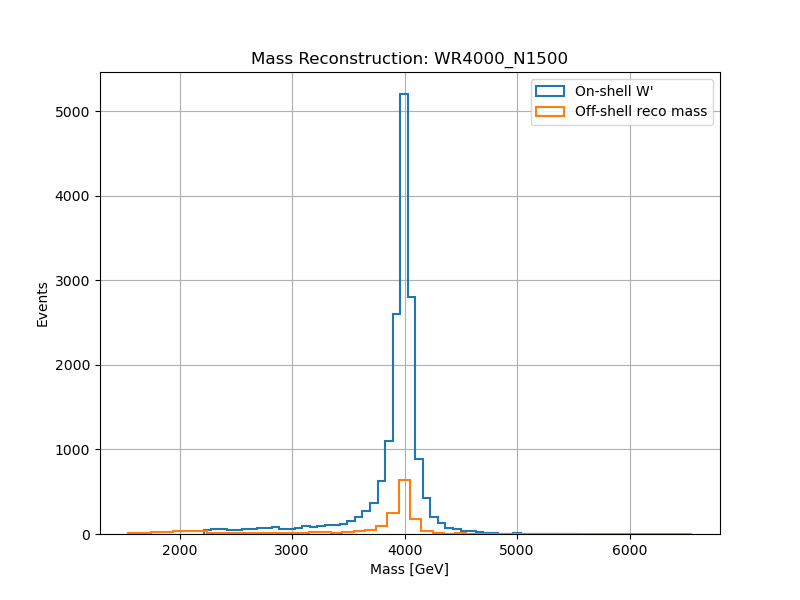 Mass Reconstruction: WR4000_N1500
On-shell W'
Off-shell reco mass
5000
4000
3000
2000
1000
0
Events
2000 3000 4000 5000 6000
Mass [GeV]